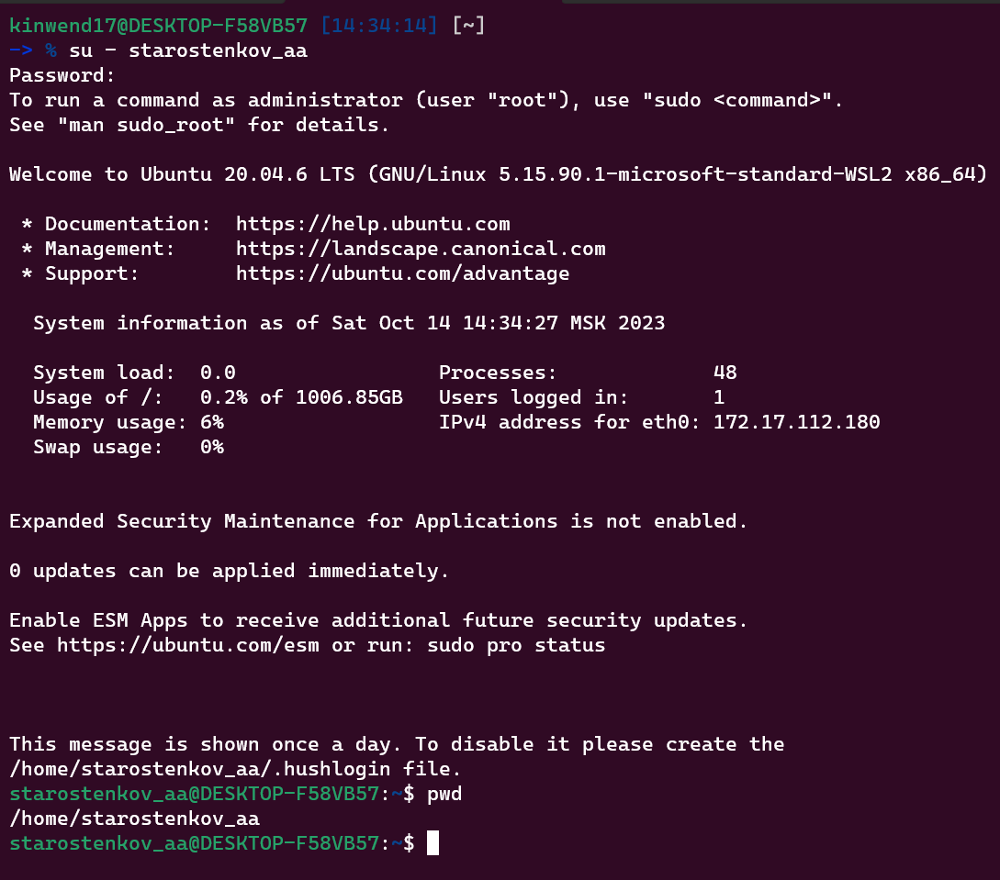 kinwend17@DESKTOP-F58VB57 [14:34:14] [~]
-> % su - starostenkov_aa
Password:
To run a command as administrator (user "root"), use "sudo <command>".
See "man sudo_root" for details.

Welcome to Ubuntu 20.04.6 LTS (GNU/Linux 5.15.90.1-microsoft-standard-WSL2 x86_64)

 * Documentation:  https://help.ubuntu.com
 * Management:     https://landscape.canonical.com
 * Support:        https://ubuntu.com/advantage

  System information as of Sat Oct 14 14:34:27 MSK 2023

  System load:  0.0                 Processes:             48
  Usage of /:   0.2% of 1006.85GB   Users logged in:       1
  Memory usage: 6%                  IPv4 address for eth0: 172.17.112.180
  Swap usage:   0%


Expanded Security Maintenance for Applications is not enabled.

0 updates can be applied immediately.

Enable ESM Apps to receive additional future security updates.
See https://ubuntu.com/esm or run: sudo pro status



This message is shown once a day. To disable it please create the
/home/starostenkov_aa/.hushlogin file.
starostenkov_aa@DESKTOP-F58VB57:~$ pwd
/home/starostenkov_aa
starostenkov_aa@DESKTOP-F58VB57:~$